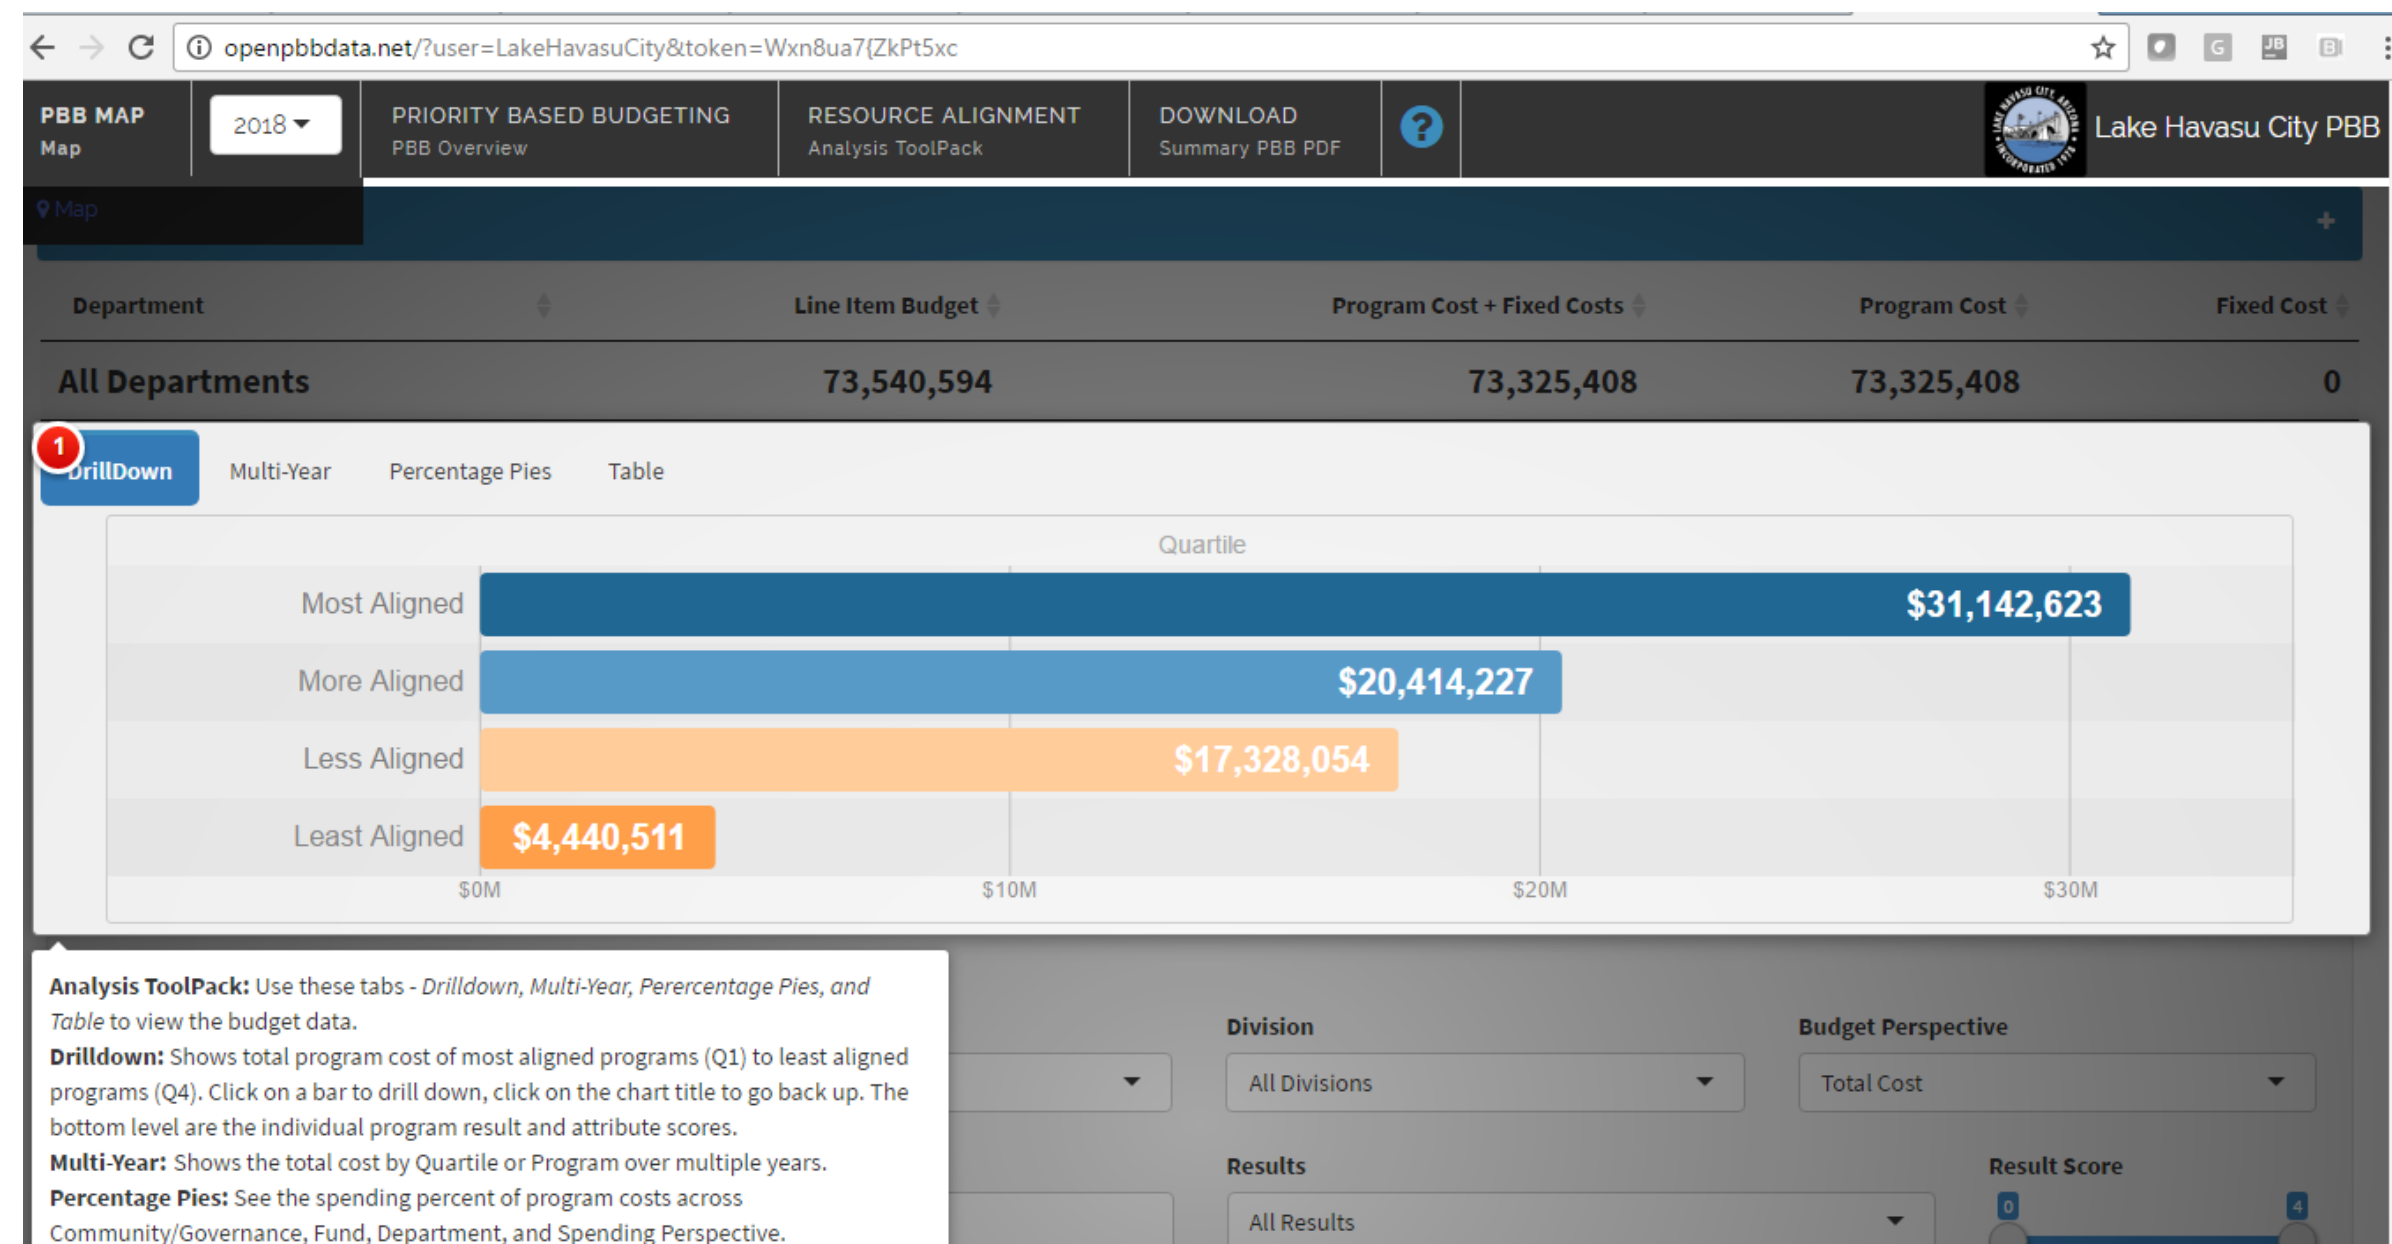 openpbbdata.net/?user=LakeHavasuCity&token=Wxn8ua7{ZkPt5xc
G
JB
B
PBB MAP
Map
2018
PRIORITY BASED BUDGETING
PBB Overview
RESOURCE ALIGNMENT
Analysis ToolPack
DOWNLOAD
Summary PBB PDF
?
LAKE HAVASU CITY, ARIZONA
INCORPORATED 1978
Lake Havasu City PBB
Map
+
Department Line Item Budget Program Cost + Fixed Costs Program Cost Fixed Cost
All Departments 73,540,594 73,325,408 73,325,408 0
1
DrillDown Multi-Year Percentage Pies Table
Quartile
Most Aligned $31,142,623
More Aligned $20,414,227
Less Aligned $17,328,054
Least Aligned $4,440,511
$0M $10M $20M $30M
Analysis ToolPack: Use these tabs - Drilldown, Multi-Year, Perercentage Pies, and
Table to view the budget data.
Drilldown: Shows total program cost of most aligned programs (Q1) to least aligned
programs (Q4). Click on a bar to drill down, click on the chart title to go back up. The
bottom level are the individual program result and attribute scores.
Multi-Year: Shows the total cost by Quartile or Program over multiple years.
Percentage Pies: See the spending percent of program costs across
Community/Governance, Fund, Department, and Spending Perspective.
Division
All Divisions
Budget Perspective
Total Cost
Results
All Results
Result Score
0 4